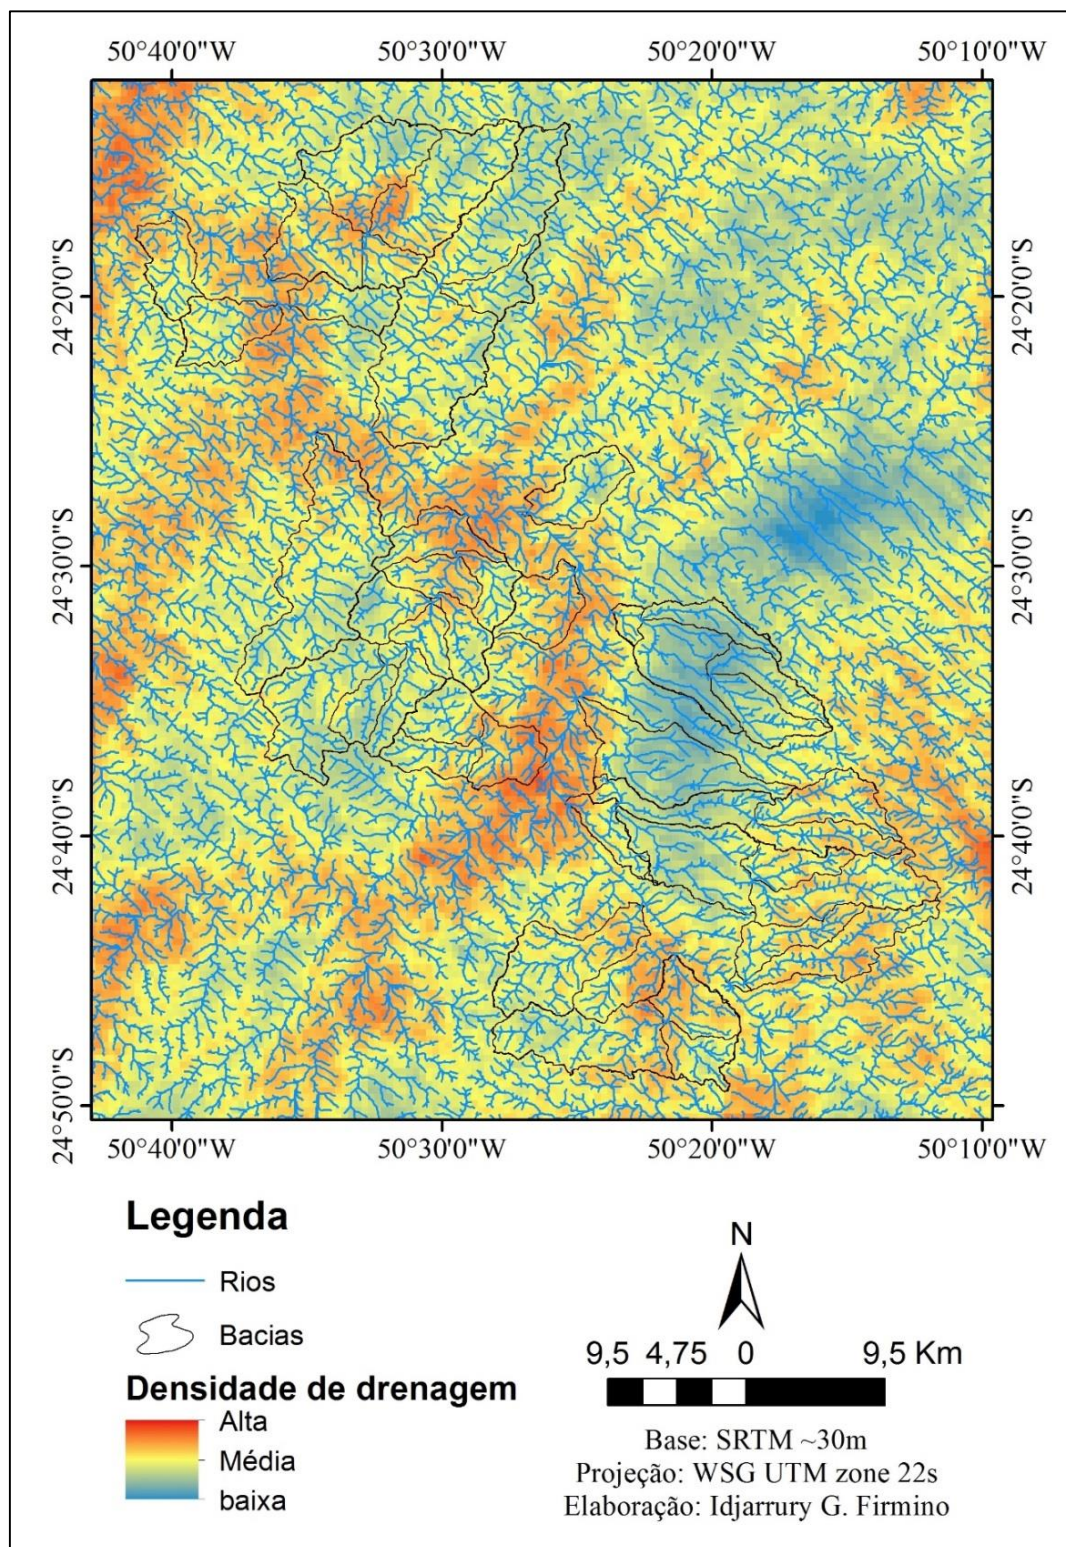 50°40'0"W 50°30'0"W 50°20'0"W 50°10'0"W
24°20'0"S 24°20'0"S
24°30'0"S 24°30'0"S
24°40'0"S 24°40'0"S
24°50'0"S
50°40'0"W 50°30'0"W 50°20'0"W 50°10'0"W
Legenda
Rios
Bacias
Densidade de drenagem
Alta
Média
baixa
N
9,5 4,75 0 9,5 Km
Base: SRTM ~30m
Projeção: WSG UTM zone 22s
Elaboração: Idjarrury G. Firmino